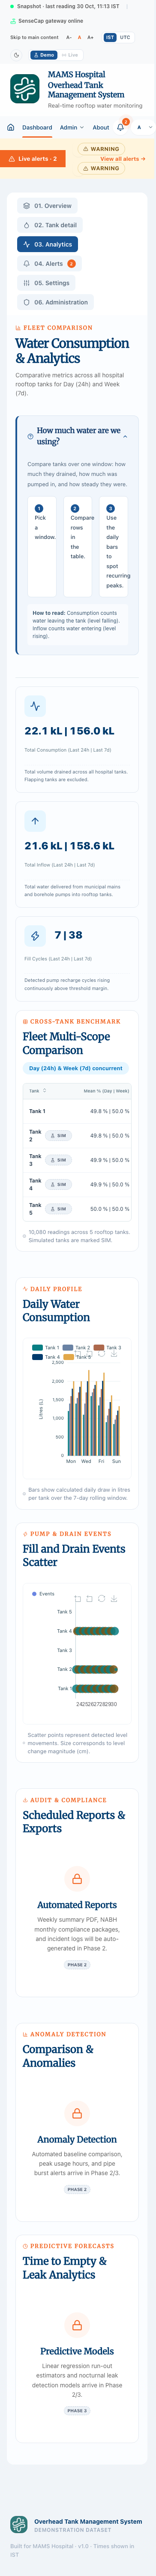 Snapshot · last reading 30 Oct, 11:13 IST
SenseCap gateway online
Skip to main content A- A A+ IST UTC
Demo Live
MAMS Hospital
Overhead Tank
Management System
Real-time rooftop water monitoring
Dashboard Admin About 2 A
Live alerts · 2
WARNING
View all alerts →
WARNING
01. Overview
02. Tank detail
03. Analytics
04. Alerts 2
05. Settings
06. Administration
FLEET COMPARISON
Water Consumption
& Analytics
Comparative metrics across all hospital
rooftop tanks for Day (24h) and Week
(7d).
How much water are we
using?
Compare tanks over one window: how
much they drained, how much was
pumped in, and how steady they were.
1
Pick
a
window.
2
Compare
rows
in
the
table.
3
Use
the
daily
bars
to
spot
recurring
peaks.
How to read: Consumption counts
water leaving the tank (level falling).
Inflow counts water entering (level
rising).
22.1 kL | 156.0 kL
Total Consumption (Last 24h | Last 7d)
Total volume drained across all hospital tanks.
Flapping tanks are excluded.
21.6 kL | 158.6 kL
Total Inflow (Last 24h | Last 7d)
Total water delivered from municipal mains
and borehole pumps into rooftop tanks.
7 | 38
Fill Cycles (Last 24h | Last 7d)
Detected pump recharge cycles rising
continuously above threshold margin.
CROSS-TANK BENCHMARK
Fleet Multi-Scope
Comparison
Day (24h) & Week (7d) concurrent
Tank Mean % (Day | Week)
Tank 1 49.8 % | 50.0 %
Tank 2 SIM 49.8 % | 50.0 %
Tank 3 SIM 49.9 % | 50.0 %
Tank 4 SIM 49.9 % | 50.0 %
Tank 5 SIM 50.0 % | 50.0 %
10,080 readings across 5 rooftop tanks.
Simulated tanks are marked SIM.
DAILY PROFILE
Daily Water
Consumption
Tank 1 Tank 2 Tank 3
Tank 4 Tank 5
Litres (L)
2,500
2,000
1,500
1,000
500
0
Mon Wed Fri Sun
Bars show calculated daily draw in litres
per tank over the 7-day rolling window.
PUMP & DRAIN EVENTS
Fill and Drain Events
Scatter
Events
Tank 5
Tank 4
Tank 3
Tank 2
Tank 1
24252627282930
Scatter points represent detected level
movements. Size corresponds to level
change magnitude (cm).
AUDIT & COMPLIANCE
Scheduled Reports &
Exports
Automated Reports
Weekly summary PDF, NABH
monthly compliance packages,
and incident logs will be auto-
generated in Phase 2.
PHASE 2
ANOMALY DETECTION
Comparison &
Anomalies
Anomaly Detection
Automated baseline comparison,
peak usage hours, and pipe
burst alerts arrive in Phase 2/3.
PHASE 2
PREDICTIVE FORECASTS
Time to Empty &
Leak Analytics
Predictive Models
Linear regression run-out
estimators and nocturnal leak
detection models arrive in Phase
2/3.
PHASE 3
Overhead Tank Management System
DEMONSTRATION DATASET
Built for MAMS Hospital · v1.0 · Times shown in
IST